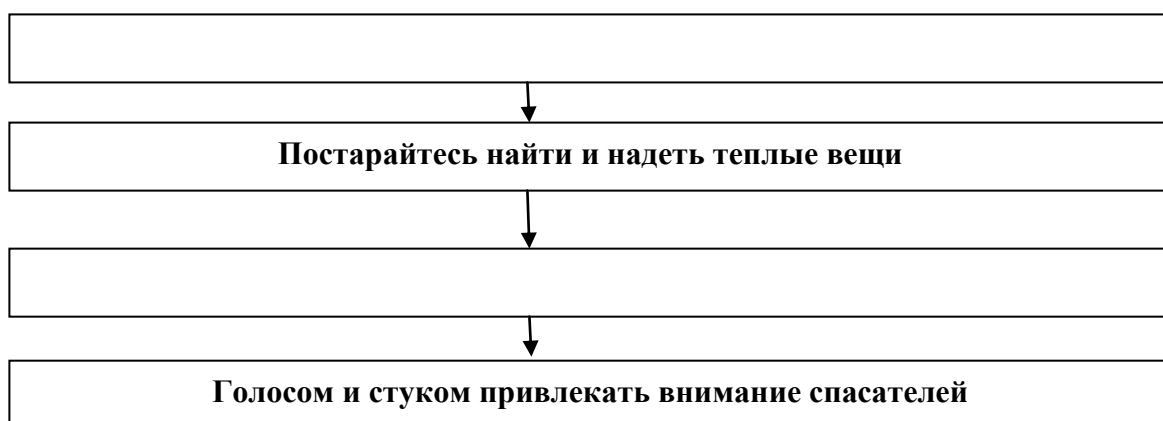 Постарайтесь найти и надеть теплые вещи
Голосом и стуком привлекать внимание спасателей